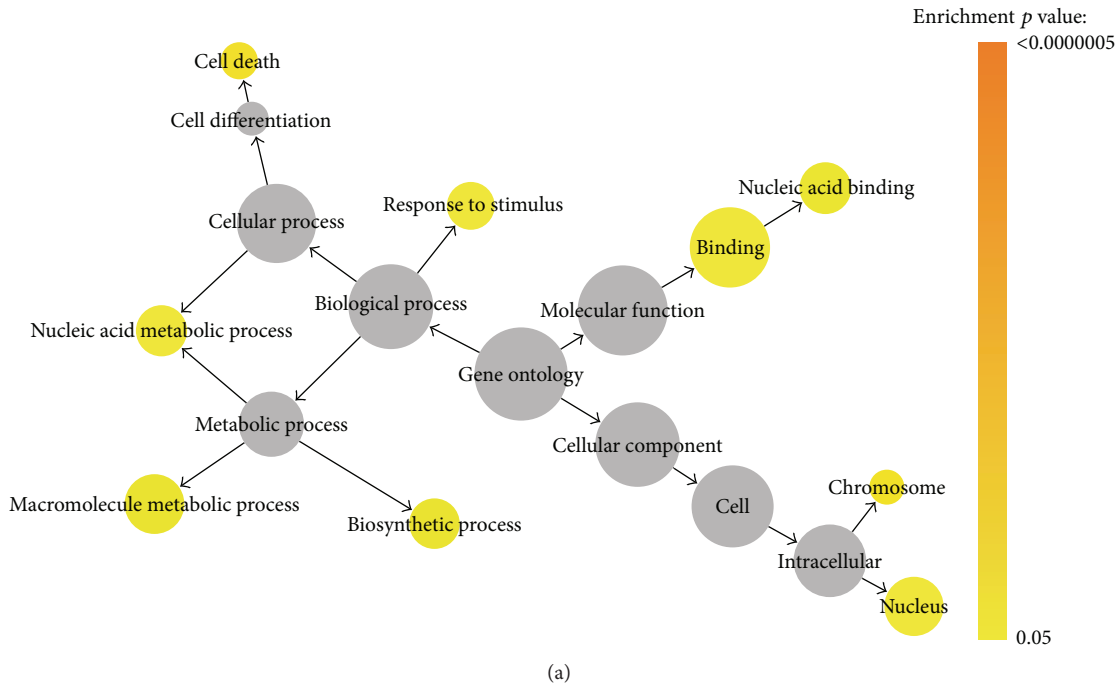 Enrichment p value:
<0.0000005
Cell death
Cell differentiation
Nucleic acid binding
Response to stimulus
Cellular process
Binding
Biological process
Molecular function
Nucleic acid metabolic process
Gene ontology
Metabolic process
Cellular component
Chromosome
Macromolecule metabolic process
Cell
Biosynthetic process
Intracellular
Nucleus
0.05
(a)